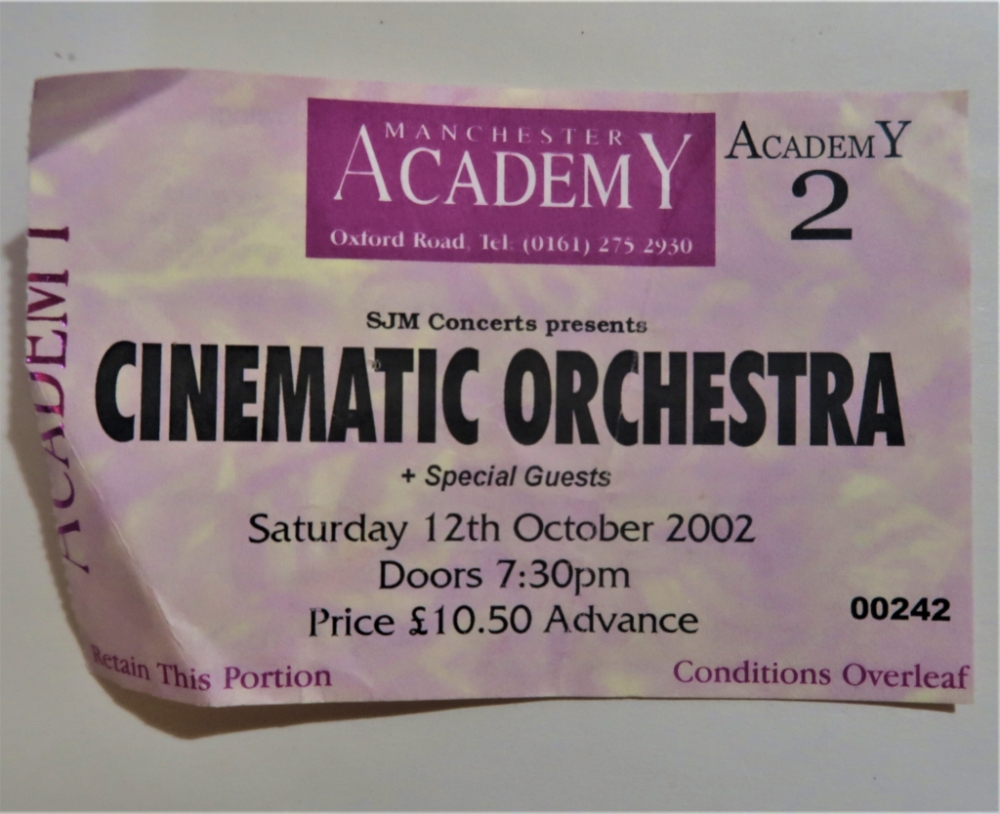 MANCHESTER
ACADEMY
Oxford Road, Tel: (0161) 275 2930
ACADEMY
2
ACADEMY
SJM Concerts presents
CINEMATIC ORCHESTRA
+ Special Guests
Saturday 12th October 2002
Doors 7:30pm
Price £10.50 Advance
00242
Retain This Portion
Conditions Overleaf